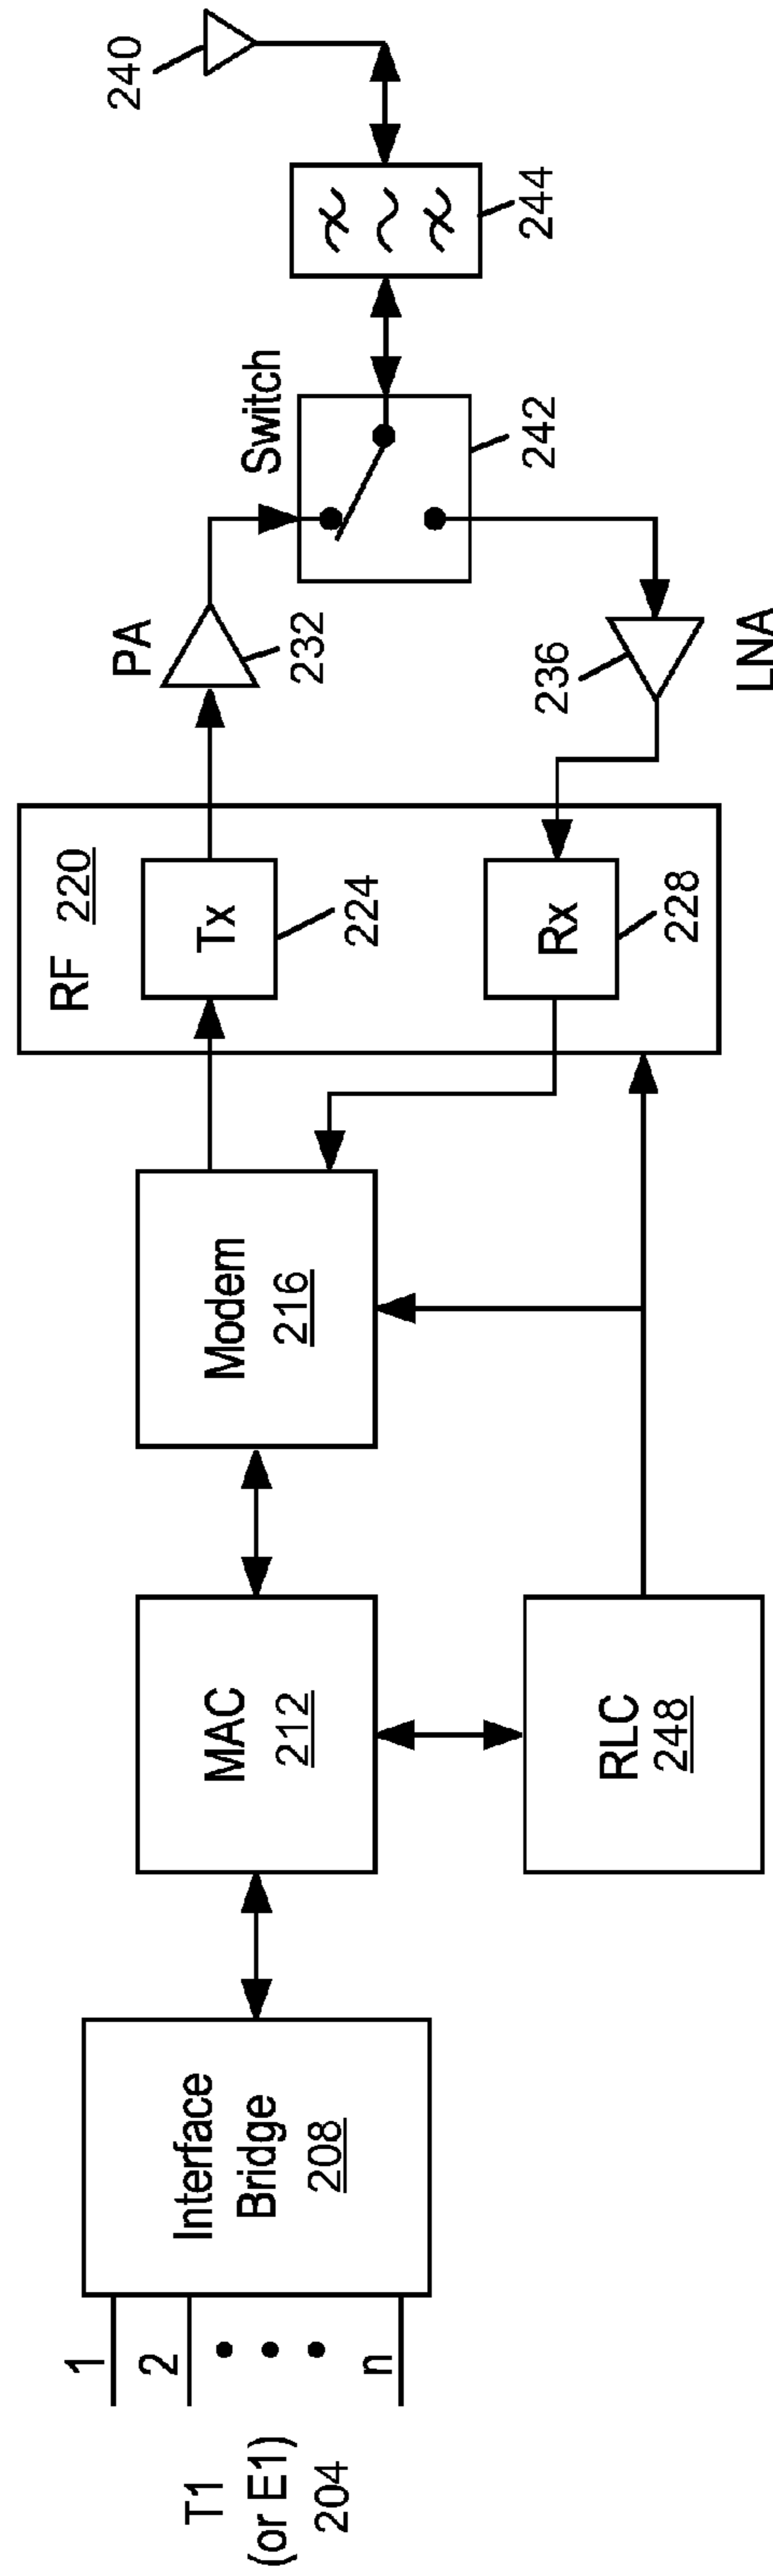 1
2
n
T1
(or E1)
204
Interface
Bridge
208
MAC
212
RLC
248
Modem
216
RF 220
Tx
224
Rx
228
PA
232
236
LNA
Switch
242
244
240